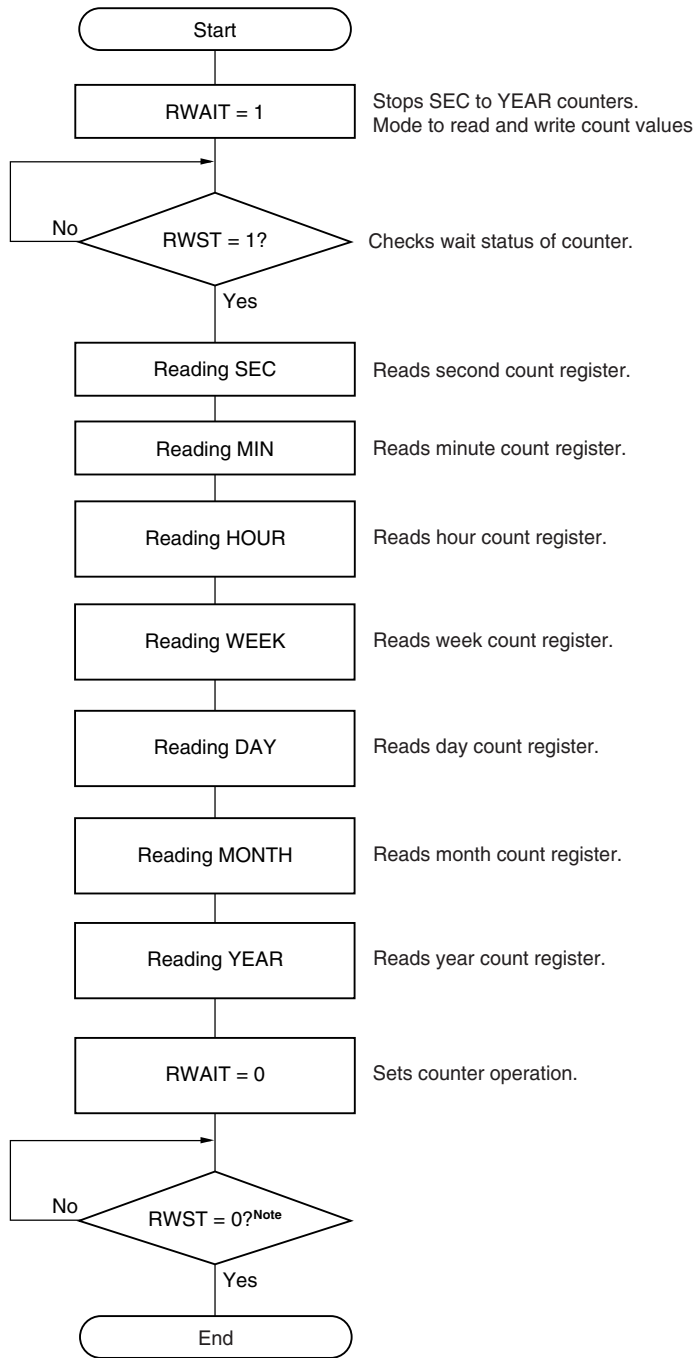 Start
RWAIT = 1
Stops SEC to YEAR counters.
Mode to read and write count values
No
RWST = 1?
Checks wait status of counter.
Yes
Reading SEC
Reads second count register.
Reading MIN
Reads minute count register.
Reading HOUR
Reads hour count register.
Reading WEEK
Reads week count register.
Reading DAY
Reads day count register.
Reading MONTH
Reads month count register.
Reading YEAR
Reads year count register.
RWAIT = 0
Sets counter operation.
No
RWST = 0?Note
Yes
End